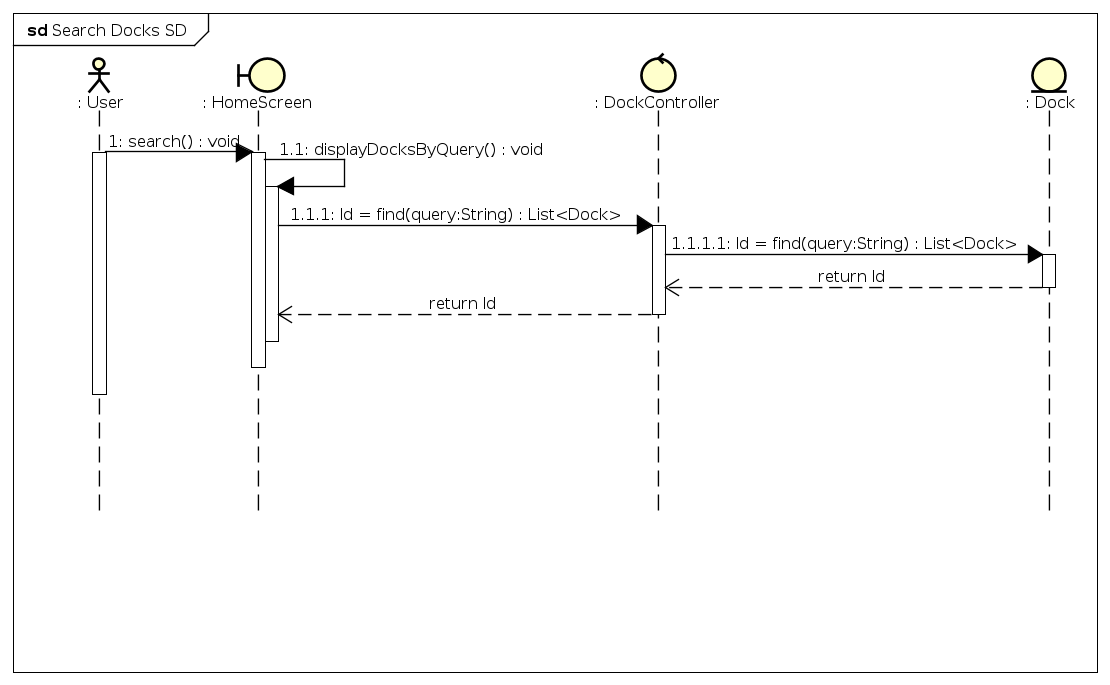 sd Search Docks SD
: User
: HomeScreen
: DockController
: Dock
1: search() : void
1.1: displayDocksByQuery() : void
1.1.1: ld = find(query:String) : List<Dock>
1.1.1.1: ld = find(query:String) : List<Dock>
return ld
return ld